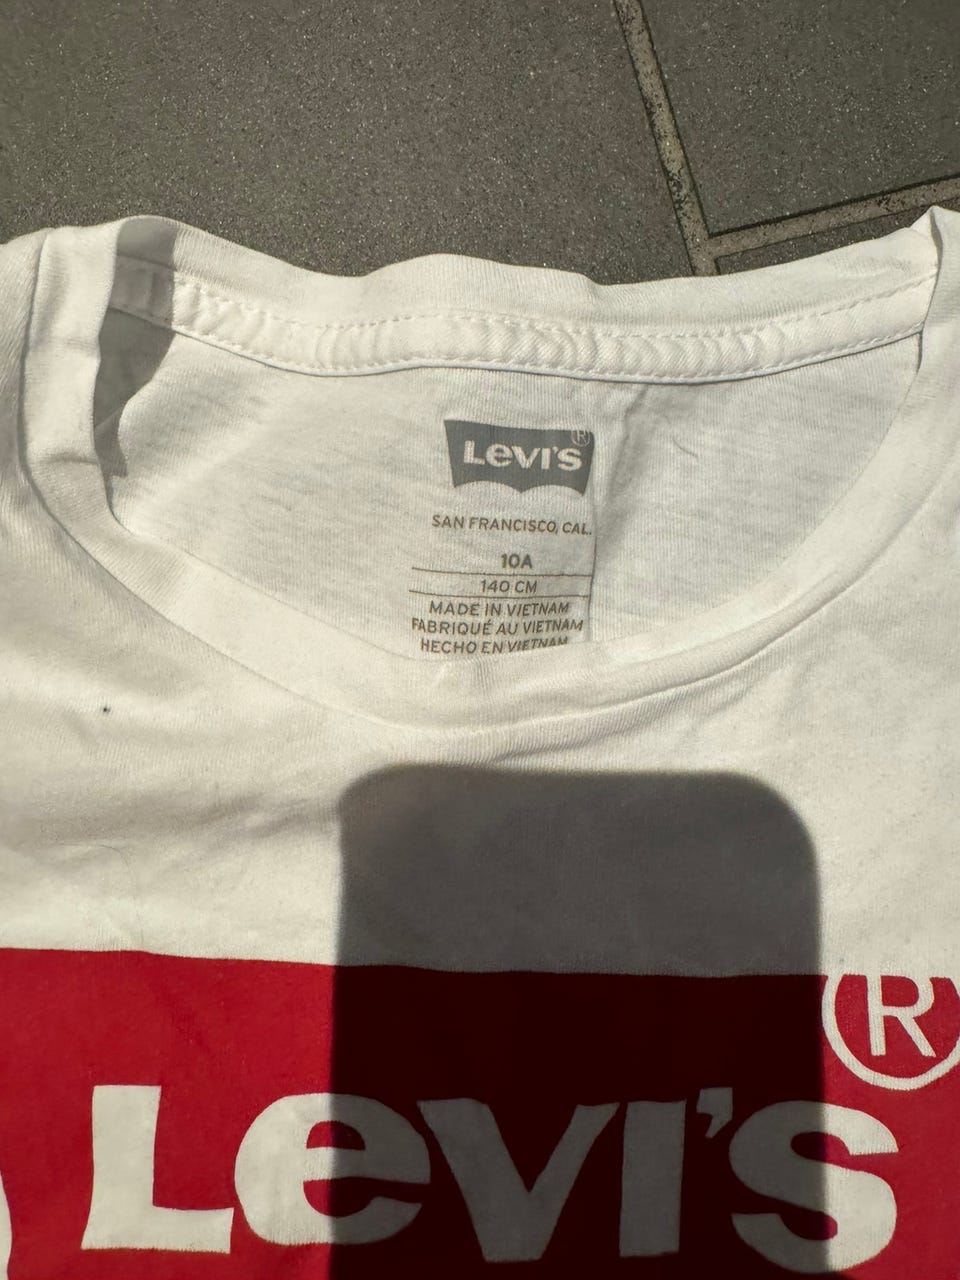 Levi's ®
SAN FRANCISCO, CAL.
10A
140 CM
MADE IN VIETNAM
FABRIQUÉ AU VIETNAM
HECHO EN VIETNAM
Levi's ®